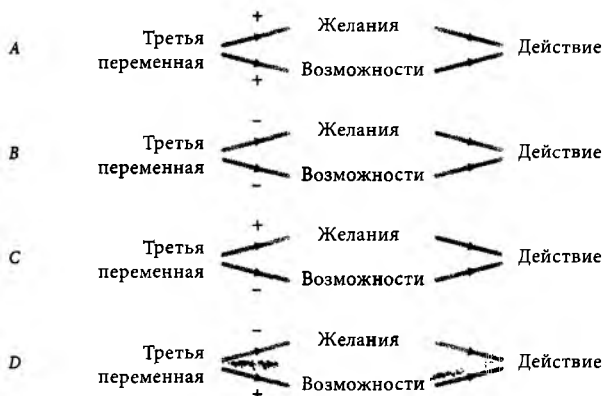 +
Желания
A Третья переменная Действие
Возможности
+
–
Желания
B Третья переменная Действие
Возможности
–
+
Желания
C Третья переменная Действие
Возможности
–
–
Желания
D Третья переменная Действие
Возможности
+